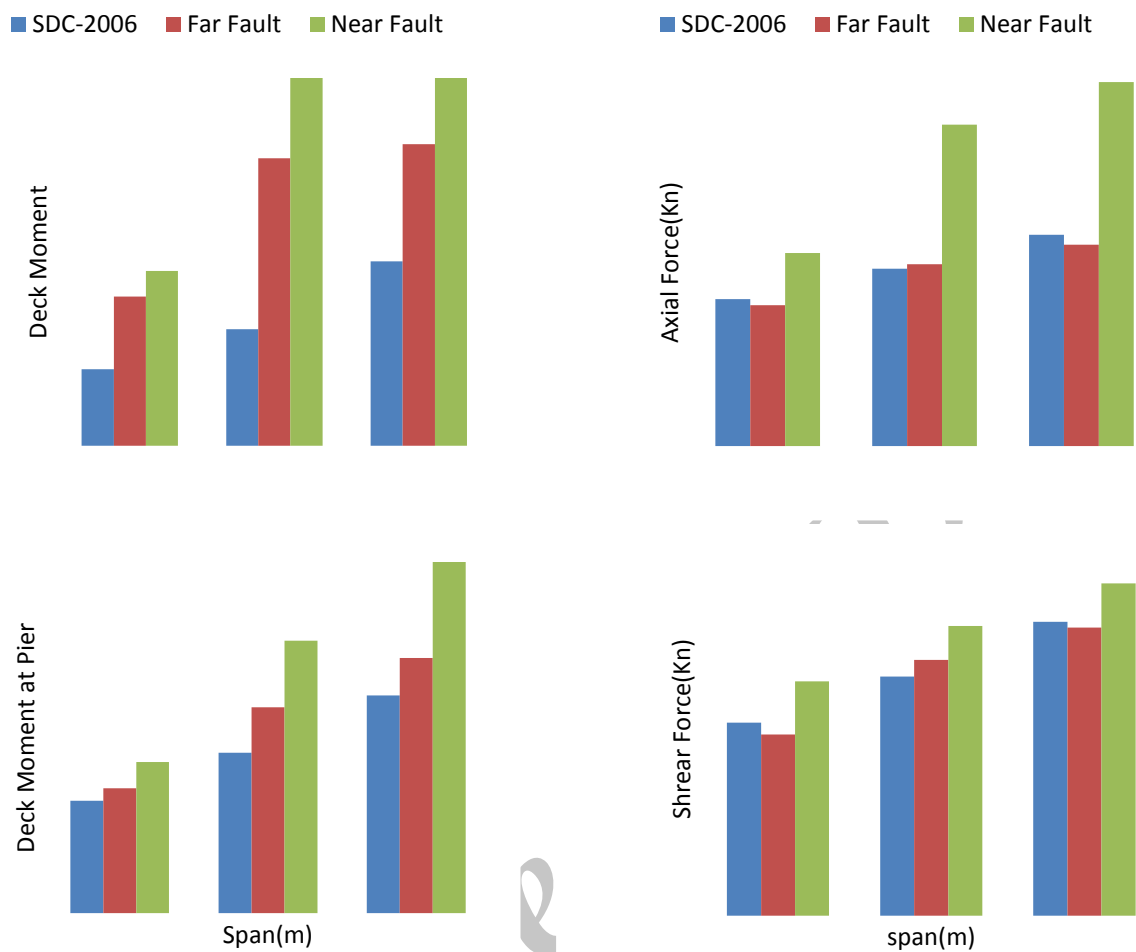 SDC-2006 Far Fault Near Fault
SDC-2006 Far Fault Near Fault
Deck Moment
Axial Force(Kn)
Deck Moment at Pier
Span(m)
Shrear Force(Kn)
span(m)